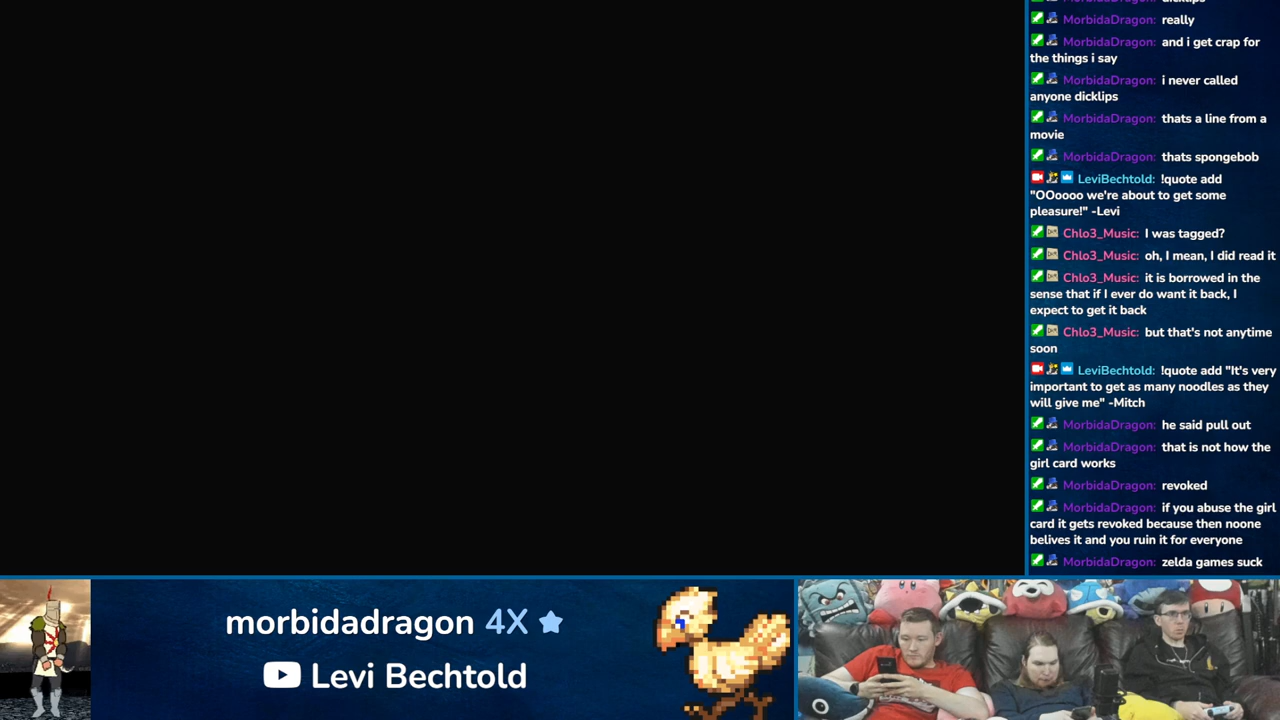 MorbidaDragon: dicklips
MorbidaDragon: really
MorbidaDragon: and i get crap for
the things i say
MorbidaDragon: i never called
anyone dicklips
MorbidaDragon: thats a line from a
movie
MorbidaDragon: thats spongebob
LeviBechtold: !quote add
"OOoooo we're about to get some
pleasure!" -Levi
Chlo3_Music: I was tagged?
Chlo3_Music: oh, I mean, I did read it
Chlo3_Music: it is borrowed in the
sense that if I ever do want it back, I
expect to get it back
Chlo3_Music: but that's not anytime
soon
LeviBechtold: !quote add "It's very
important to get as many noodles as they
will give me" -Mitch
MorbidaDragon: he said pull out
MorbidaDragon: that is not how the
girl card works
MorbidaDragon: revoked
MorbidaDragon: if you abuse the girl
card it gets revoked because then noone
belives it and you ruin it for everyone
MorbidaDragon: zelda games suck
morbidadragon 4X
Levi Bechtold